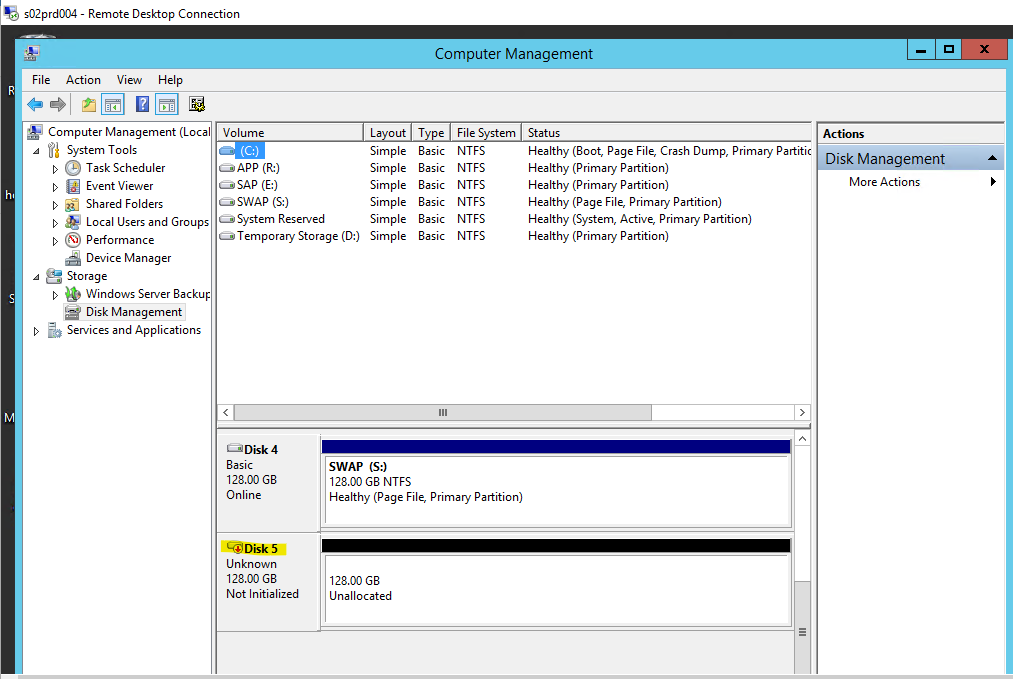 s02prd004 - Remote Desktop Connection
Computer Management
File Action View Help
Computer Management (Local
System Tools
Task Scheduler
Event Viewer
Shared Folders
Local Users and Groups
Performance
Device Manager
Storage
Windows Server Backup
Disk Management
Services and Applications
Volume Layout Type File System Status
(C:) Simple Basic NTFS Healthy (Boot, Page File, Crash Dump, Primary Partitio
APP (R:) Simple Basic NTFS Healthy (Primary Partition)
SAP (E:) Simple Basic NTFS Healthy (Primary Partition)
SWAP (S:) Simple Basic NTFS Healthy (Page File, Primary Partition)
System Reserved Simple Basic NTFS Healthy (System, Active, Primary Partition)
Temporary Storage (D:) Simple Basic NTFS Healthy (Primary Partition)
Disk 4
Basic
128.00 GB
Online
SWAP (S:)
128.00 GB NTFS
Healthy (Page File, Primary Partition)
Disk 5
Unknown
128.00 GB
Not Initialized
128.00 GB
Unallocated
Actions
Disk Management
More Actions